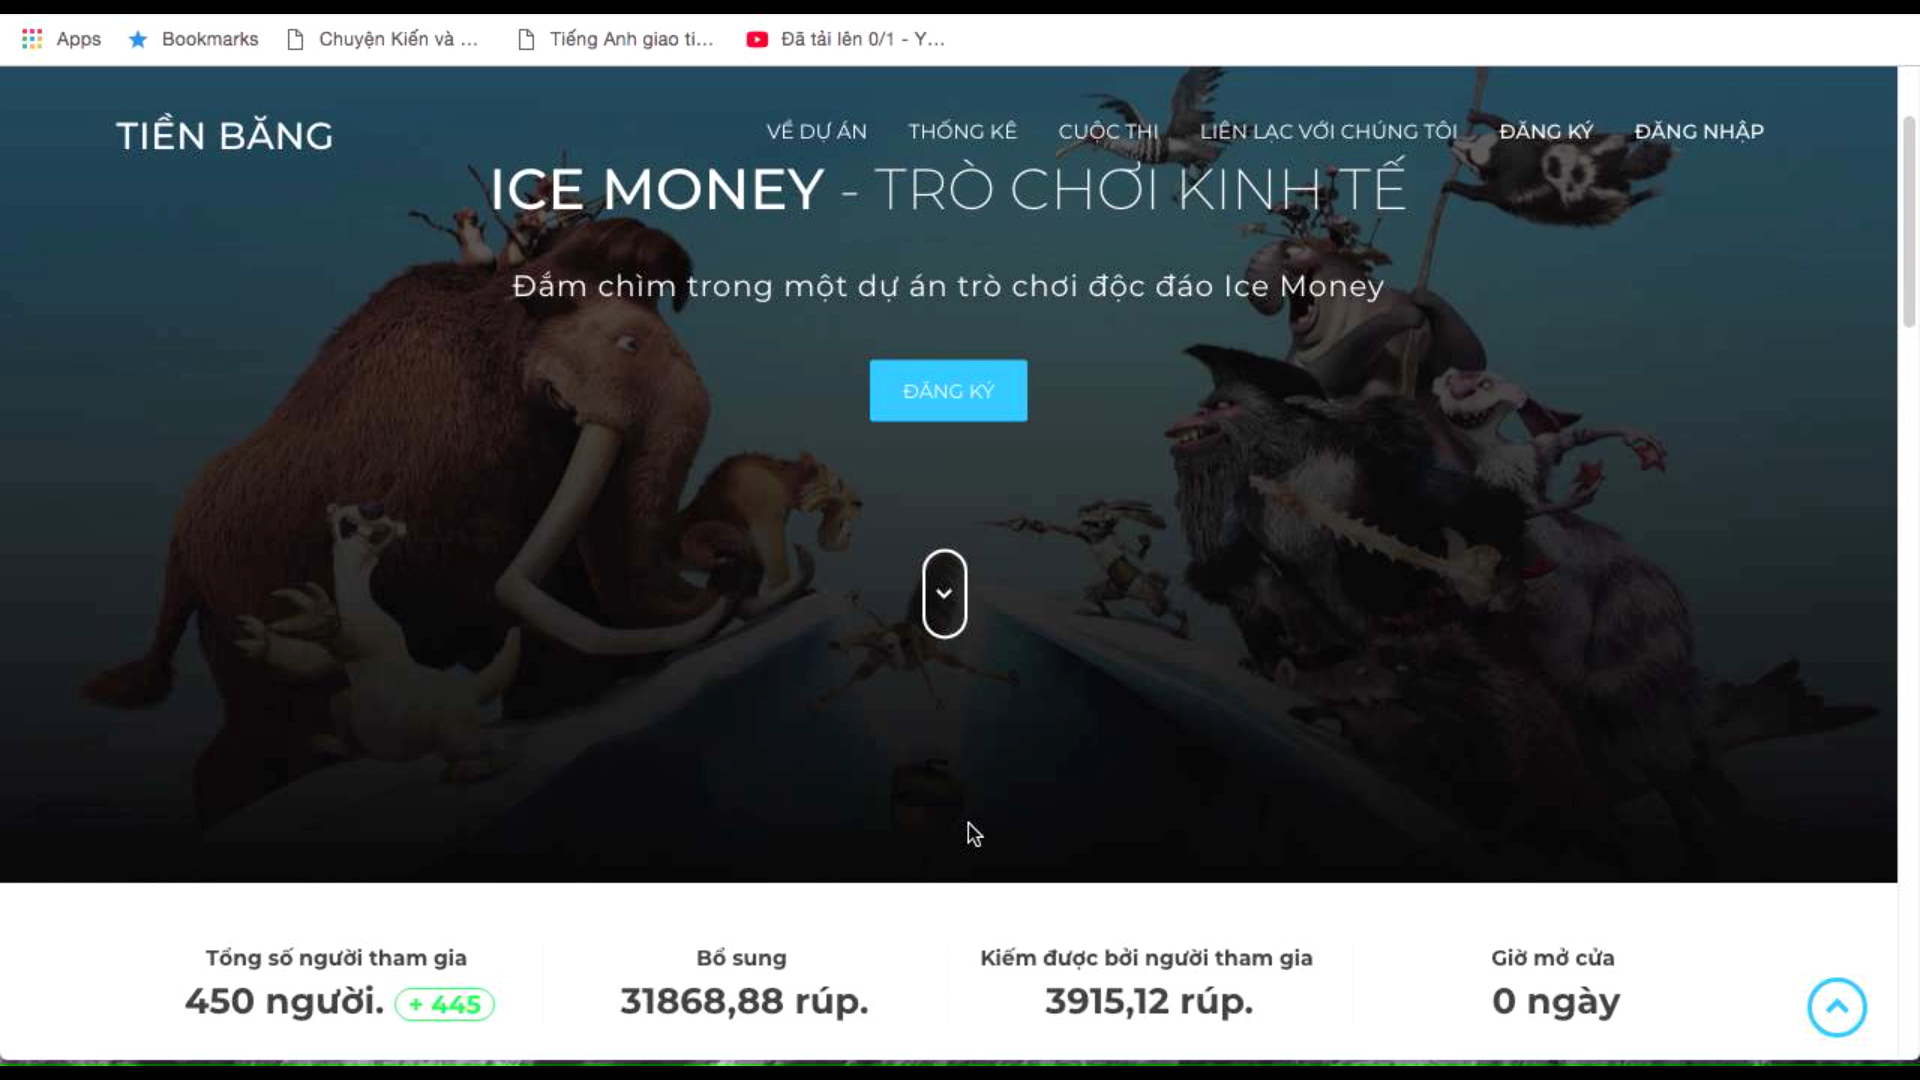 Apps Bookmarks Chuyện Kiến và ... Tiếng Anh giao ti... Đã tải lên 0/1 - Y...
TIỀN BĂNG VỀ DỰ ÁN THỐNG KÊ CUỘC THI LIÊN LẠC VỚI CHÚNG TÔI ĐĂNG KÝ ĐĂNG NHẬP
ICE MONEY - TRÒ CHƠI KINH TẾ
Đắm chìm trong một dự án trò chơi độc đáo Ice Money
ĐĂNG KÝ
Tổng số người tham gia Bổ sung Kiếm được bởi người tham gia Giờ mở cửa
450 người. + 445 31868,88 rúp. 3915,12 rúp. 0 ngày